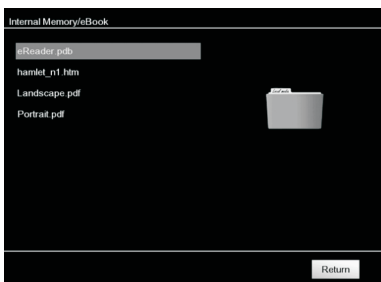 Internal Memory/eBook
eReader.pdb
hamlet_n1.htm
Landscape.pdf
Portrait.pdf
Return